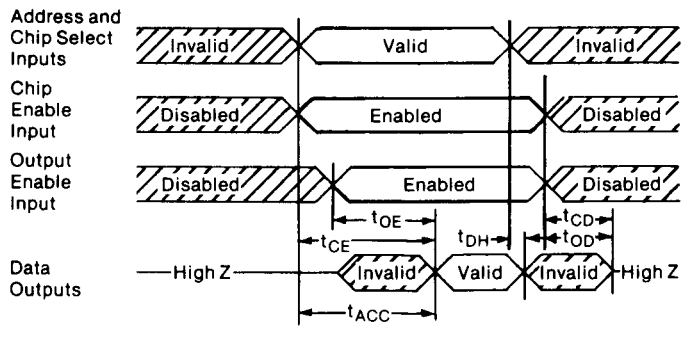 Address and
Chip Select
Inputs
Invalid
Valid
Invalid
Chip
Enable
Input
Disabled
Enabled
Disabled
Output
Enable
Input
Disabled
Enabled
Disabled
tOE
tCD
tCE
tDH
tOD
Data
Outputs
High Z
Invalid
Valid
Invalid
High Z
tACC